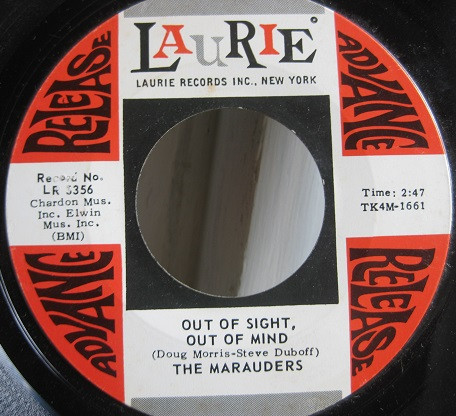 LAURIE
LAURIE RECORDS INC., NEW YORK
ADVANCE
RELEASE
Record No.
LR 3356
Chardon Mus.
Inc. Elwin
Mus. Inc.
(BMI)
Time: 2:47
TK4M-1661
ADVANCE
RELEASE
OUT OF SIGHT,
OUT OF MIND
(Doug Morris-Steve Duboff)
THE MARAUDERS